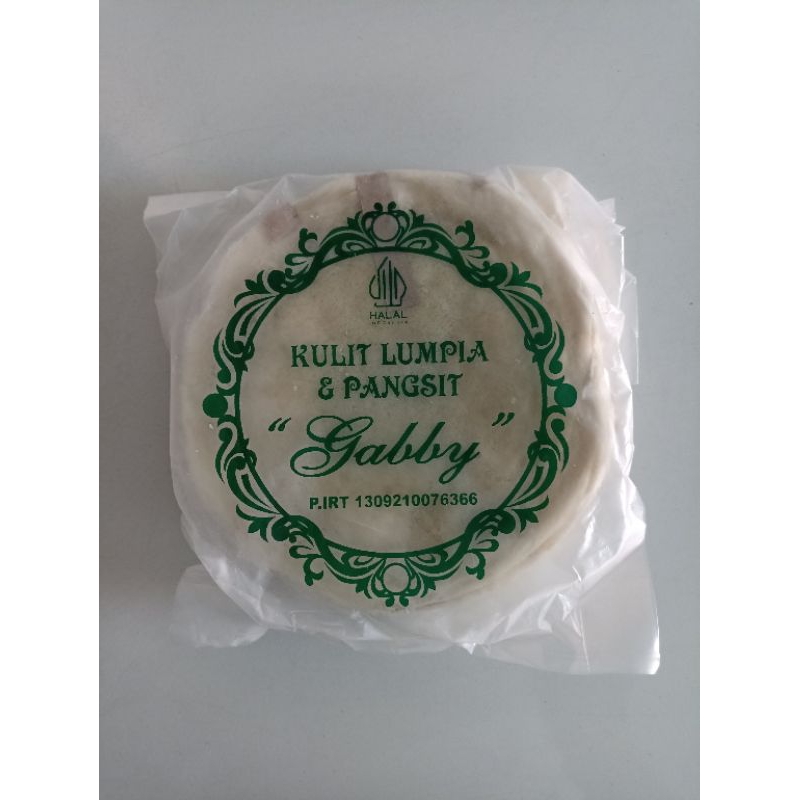 HALAL
KULIT LUMPIA
& PANGSIT
“Gabby”
P.IRT 1309210076366